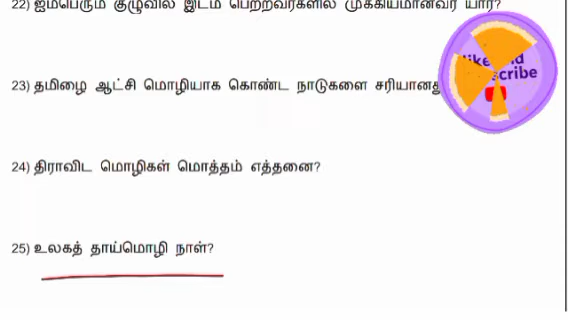 22) ஐம்பெரும் குழுவில் இடம் பெற்றவர்களில் முக்கியமானவர் யார்?
23) தமிழை ஆட்சி மொழியாக கொண்ட நாடுகளை சரியானது
24) திராவிட மொழிகள் மொத்தம் எத்தனை?
25) உலகத் தாய்மொழி நாள்?